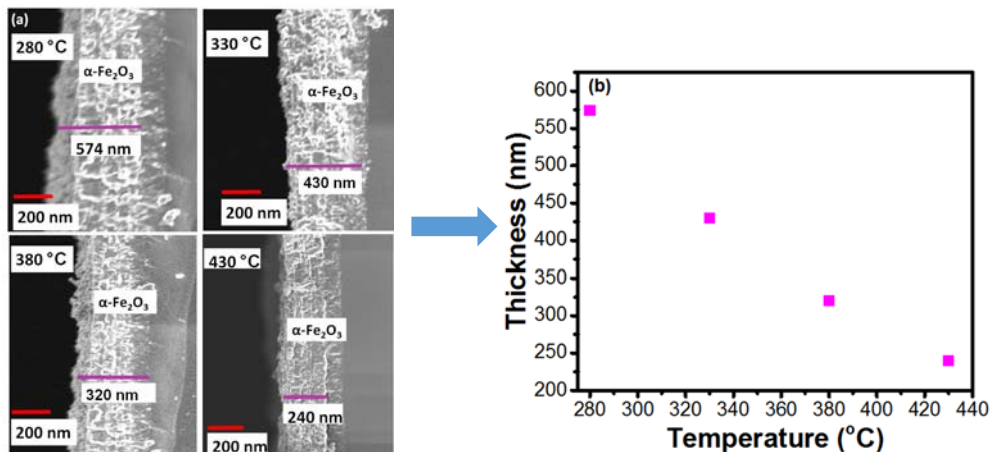 (a)
280 °C
α-Fe₂O₃
574 nm
200 nm
330 °C
α-Fe₂O₃
430 nm
200 nm
380 °C
α-Fe₂O₃
320 nm
200 nm
430 °C
α-Fe₂O₃
240 nm
200 nm
(b)
Thickness (nm)
600
550
500
450
400
350
300
250
200
280 300 320 340 360 380 400 420 440
Temperature (°C)